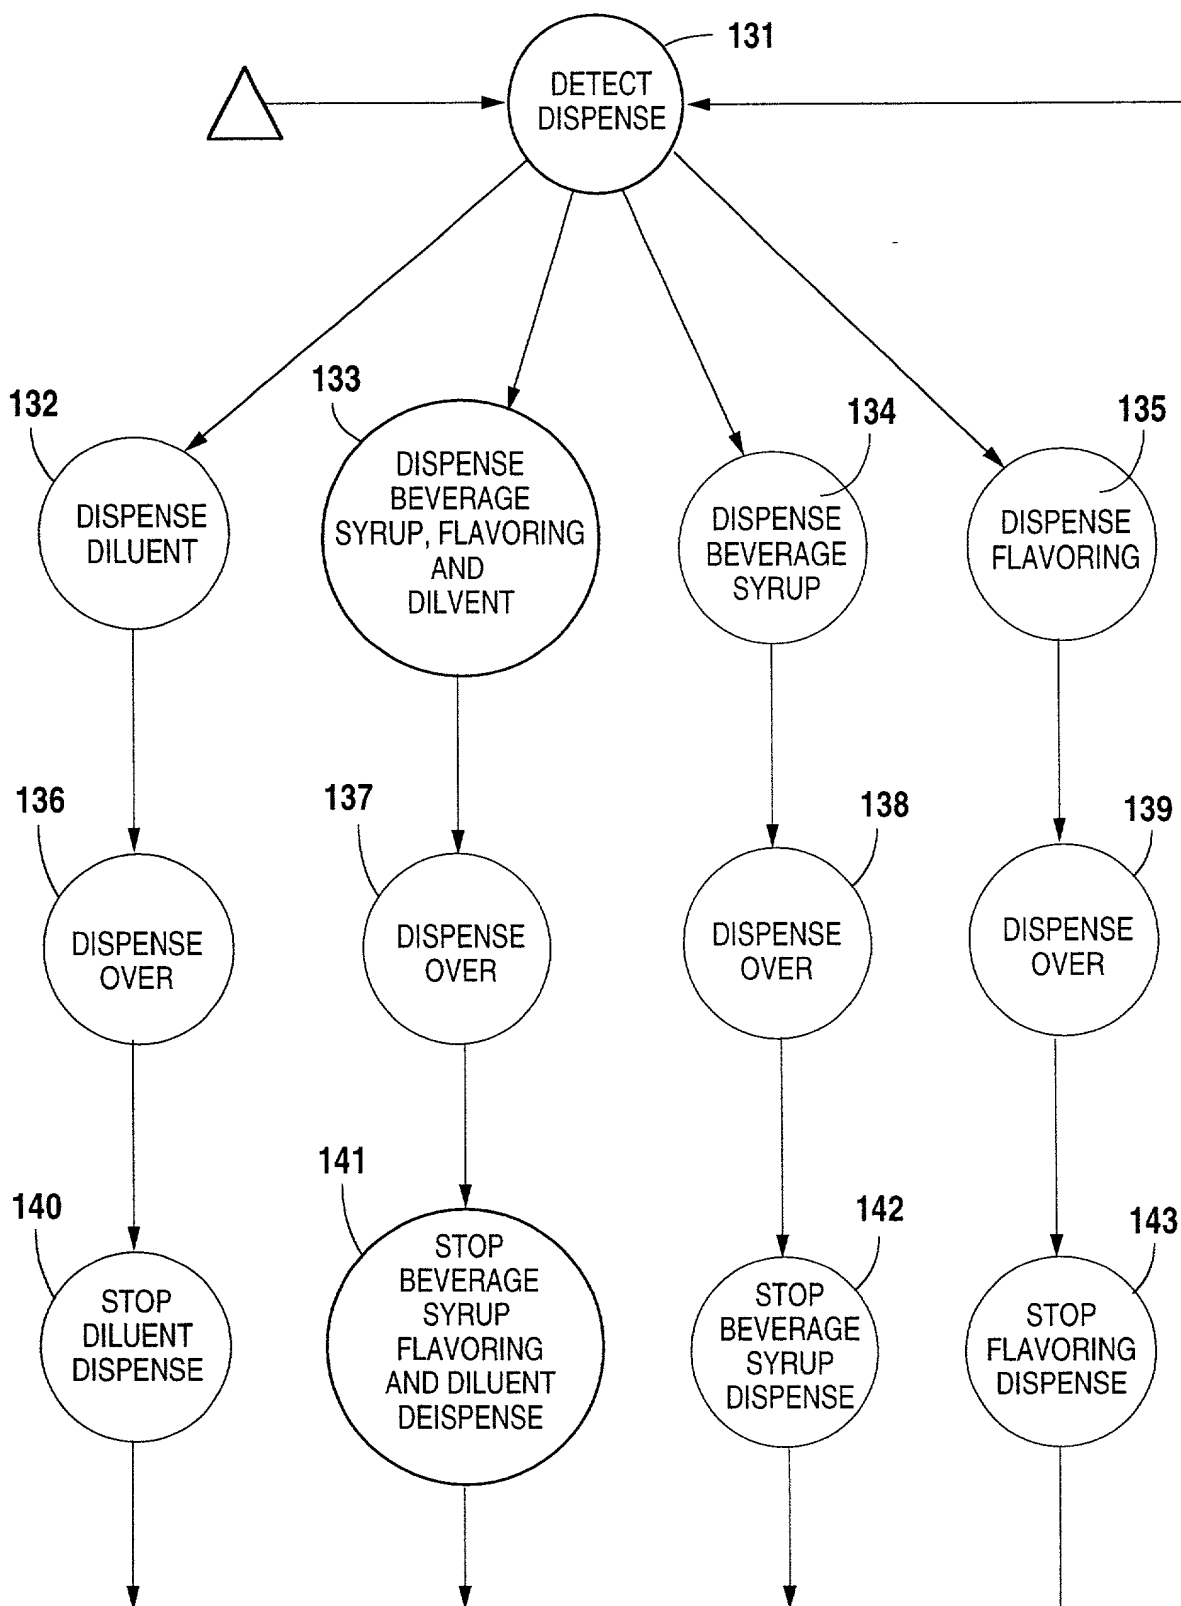 131
DETECT
DISPENSE
132
DISPENSE
DILUENT
133
DISPENSE
BEVERAGE
SYRUP, FLAVORING
AND
DILVENT
134
DISPENSE
BEVERAGE
SYRUP
135
DISPENSE
FLAVORING
136
DISPENSE
OVER
137
DISPENSE
OVER
138
DISPENSE
OVER
139
DISPENSE
OVER
140
STOP
DILUENT
DISPENSE
141
STOP
BEVERAGE
SYRUP
FLAVORING
AND DILUENT
DEISPENSE
142
STOP
BEVERAGE
SYRUP
DISPENSE
143
STOP
FLAVORING
DISPENSE